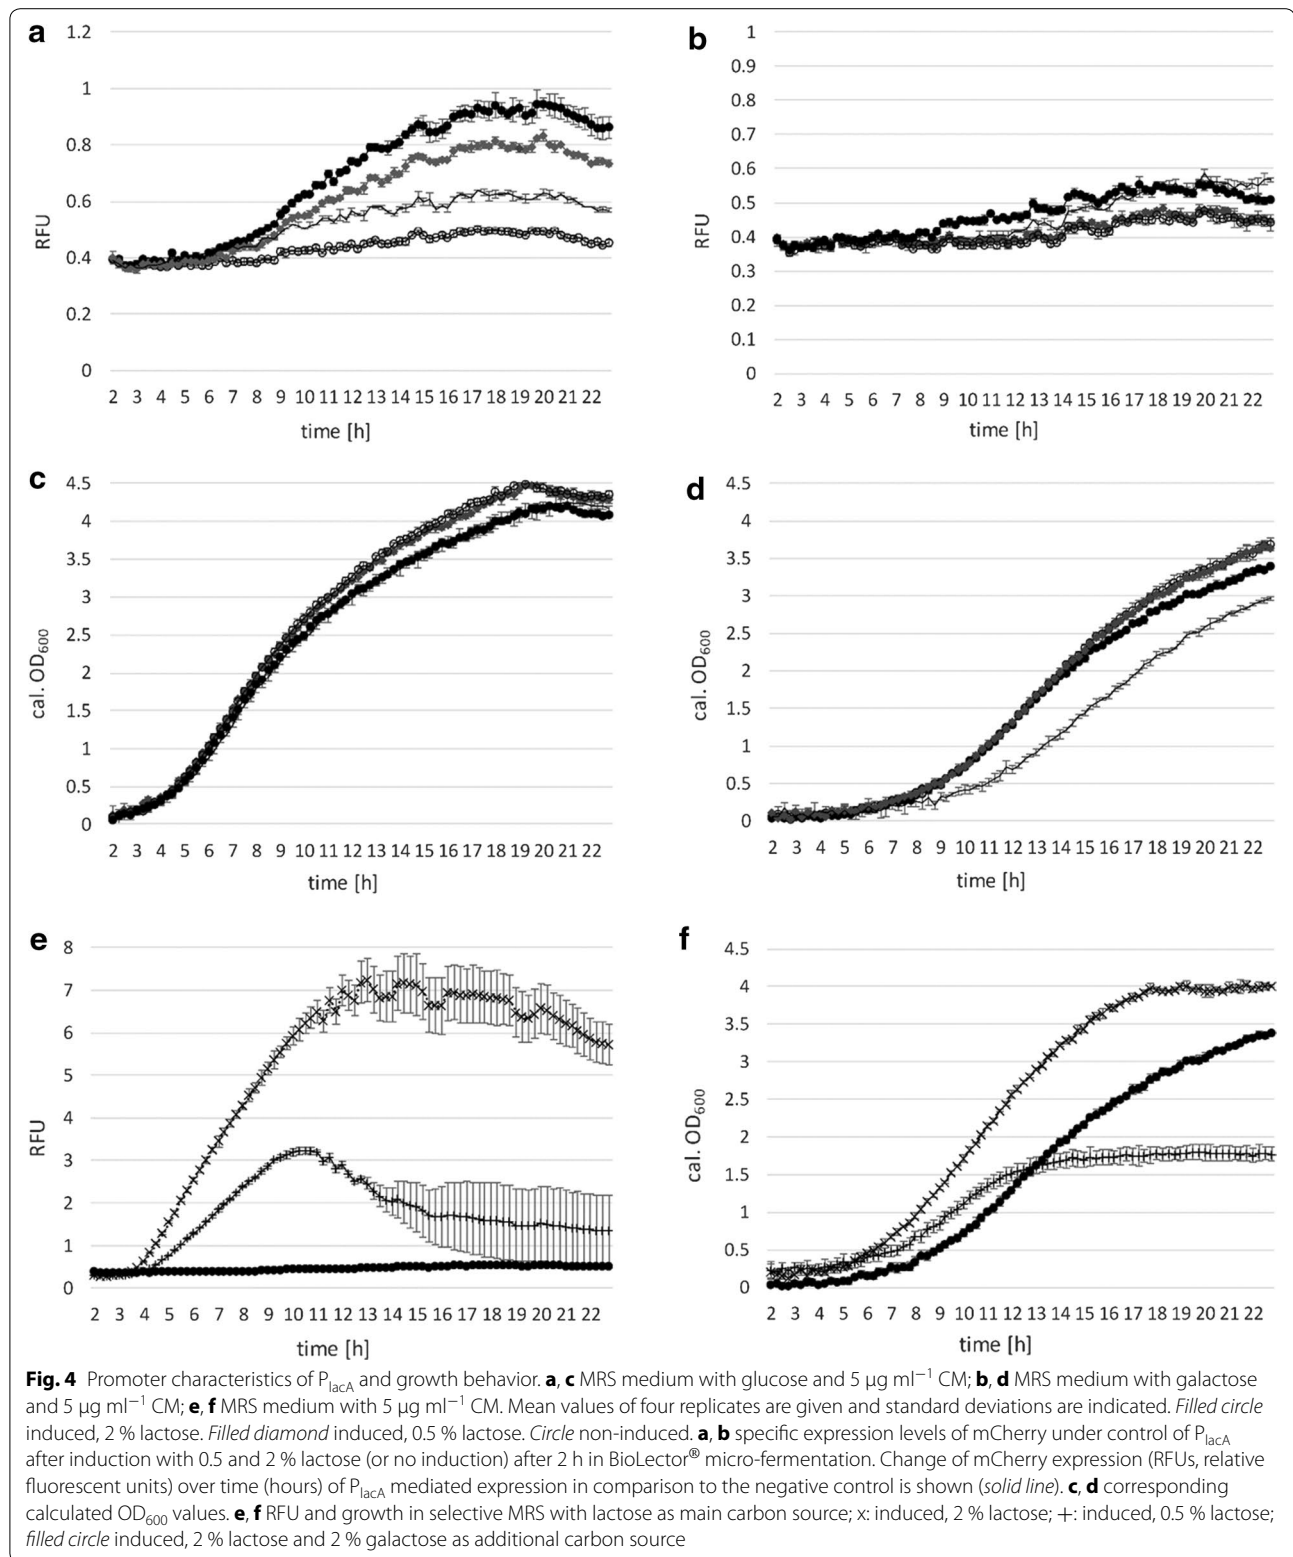 a
1.2
1
0.8
0.6
0.4
0.2
0
RFU
2 3 4 5 6 7 8 9 10 11 12 13 14 15 16 17 18 19 20 21 22
time [h]
b
1
0.9
0.8
0.7
0.6
0.5
0.4
0.3
0.2
0.1
0
RFU
2 3 4 5 6 7 8 9 10 11 12 13 14 15 16 17 18 19 20 21 22
time [h]
c
4.5
4
3.5
3
2.5
2
1.5
1
0.5
0
cal. OD600
2 3 4 5 6 7 8 9 10 11 12 13 14 15 16 17 18 19 20 21 22
time [h]
d
4.5
4
3.5
3
2.5
2
1.5
1
0.5
0
cal. OD600
2 3 4 5 6 7 8 9 10 11 12 13 14 15 16 17 18 19 20 21 22
time [h]
e
8
7
6
5
4
3
2
1
0
RFU
2 3 4 5 6 7 8 9 10 11 12 13 14 15 16 17 18 19 20 21 22
time [h]
f
4.5
4
3.5
3
2.5
2
1.5
1
0.5
0
cal. OD600
2 3 4 5 6 7 8 9 10 11 12 13 14 15 16 17 18 19 20 21 22
time [h]
Fig. 4 Promoter characteristics of PlacA and growth behavior. a, c MRS medium with glucose and 5 µg ml−1 CM; b, d MRS medium with galactose
and 5 µg ml−1 CM; e, f MRS medium with 5 µg ml−1 CM. Mean values of four replicates are given and standard deviations are indicated. Filled circle
induced, 2 % lactose. Filled diamond induced, 0.5 % lactose. Circle non-induced. a, b specific expression levels of mCherry under control of PlacA
after induction with 0.5 and 2 % lactose (or no induction) after 2 h in BioLector® micro-fermentation. Change of mCherry expression (RFUs, relative
fluorescent units) over time (hours) of PlacA mediated expression in comparison to the negative control is shown (solid line). c, d corresponding
calculated OD600 values. e, f RFU and growth in selective MRS with lactose as main carbon source; x: induced, 2 % lactose; +: induced, 0.5 % lactose;
filled circle induced, 2 % lactose and 2 % galactose as additional carbon source